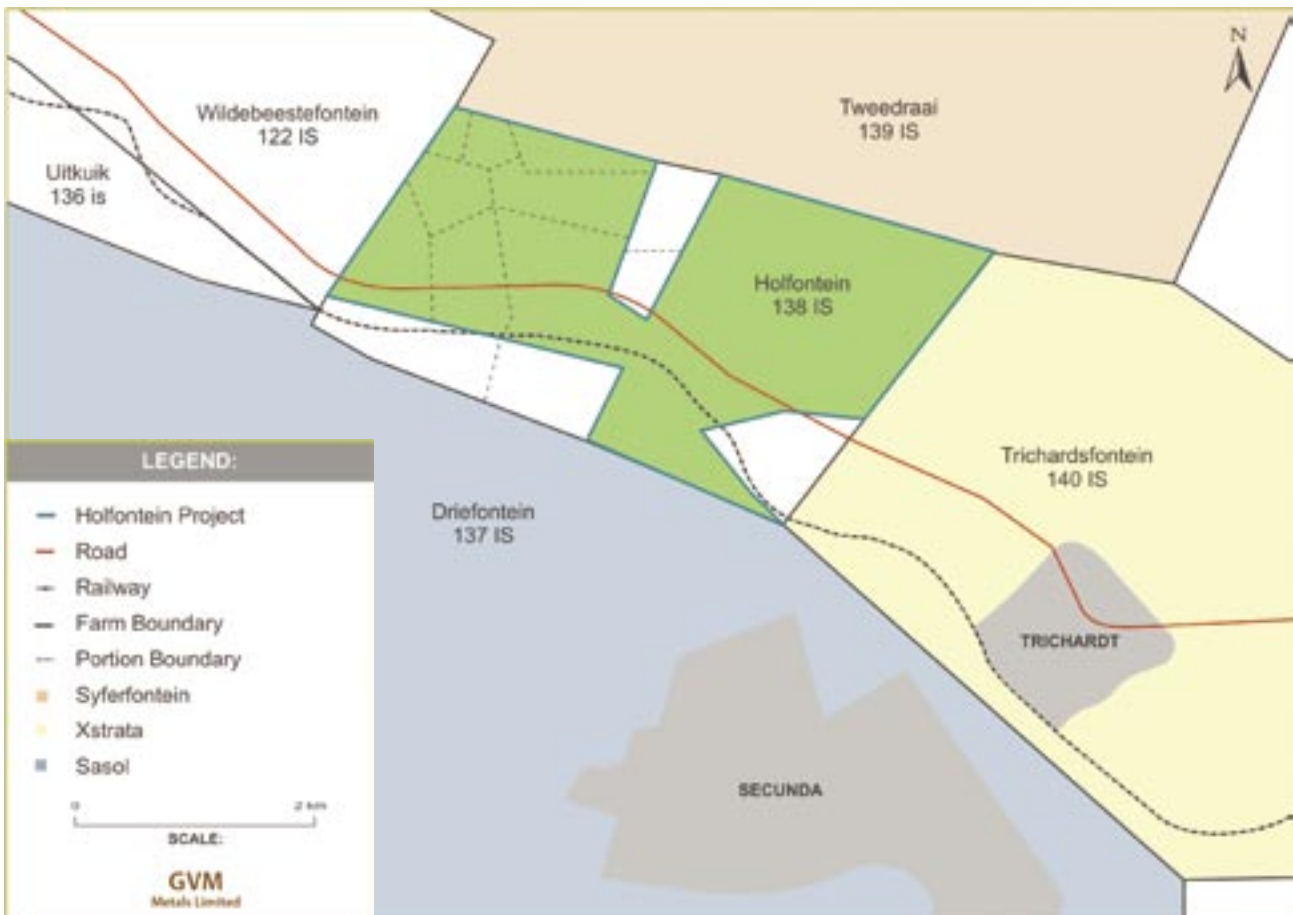 N
Wildebeestefontein
122 IS
Tweedraai
139 IS
Uitkuik
136 is
Holfontein
138 IS
Trichardsfontein
140 IS
Driefontein
137 IS
TRICHARDT
SECUNDA
LEGEND:
Holfontein Project
Road
Railway
Farm Boundary
Portion Boundary
Syferfontein
Xstrata
Sasol
0 2 km
SCALE:
GVM
Metals Limited